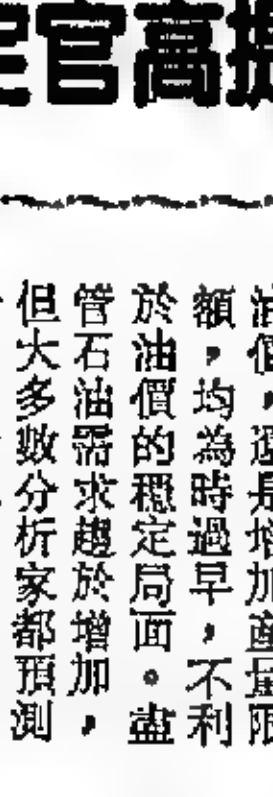 官高
油價，還是增加產量限
額，均為時過早，不利
於油價的穩定局面。盡
管石油需求趨於增加，
但大多數分析家都預測